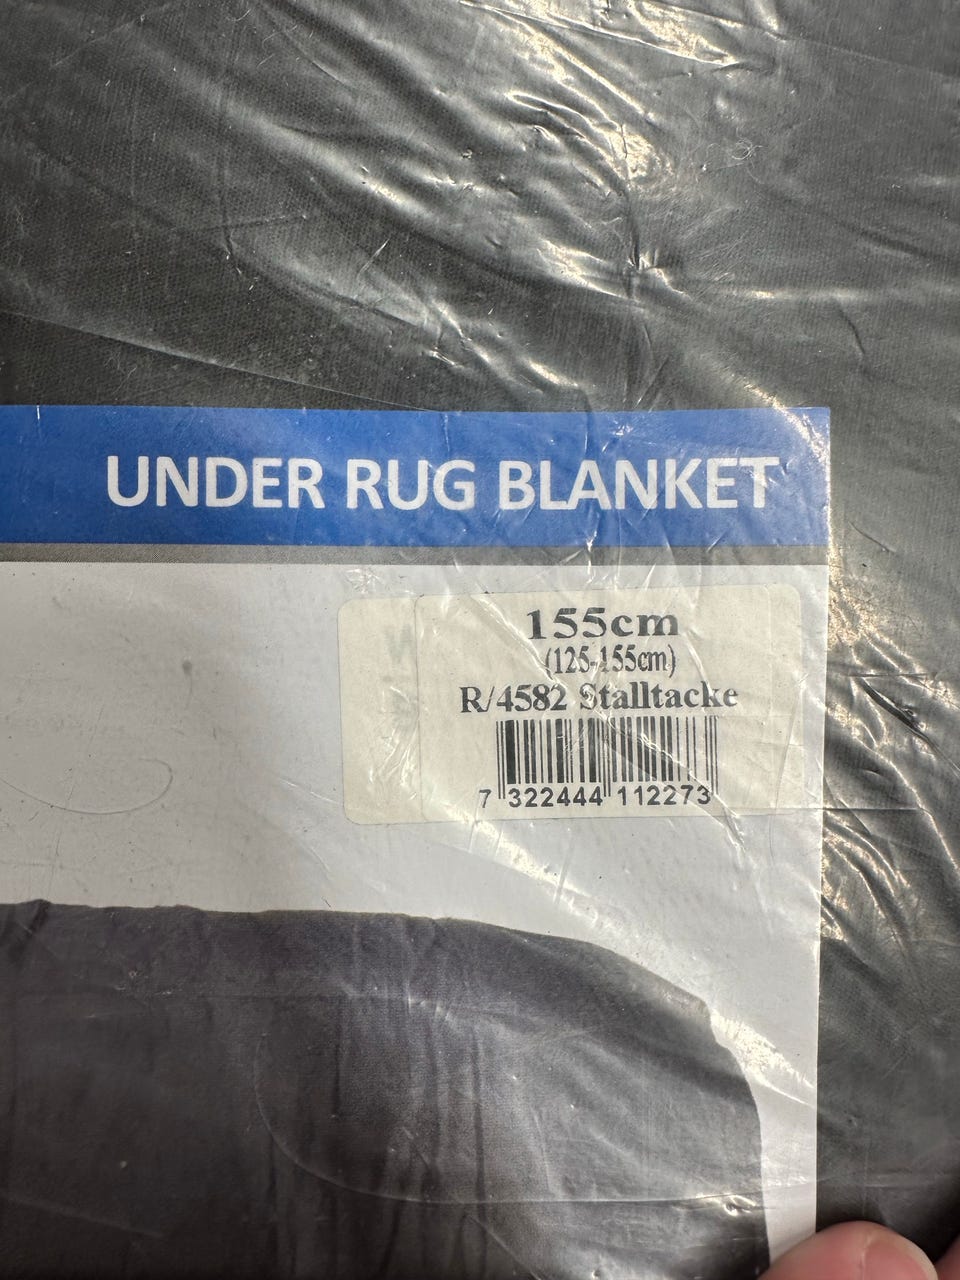 UNDER RUG BLANKET
155cm
(125-155cm)
R/4582 Stalltacke
7 322444 112273